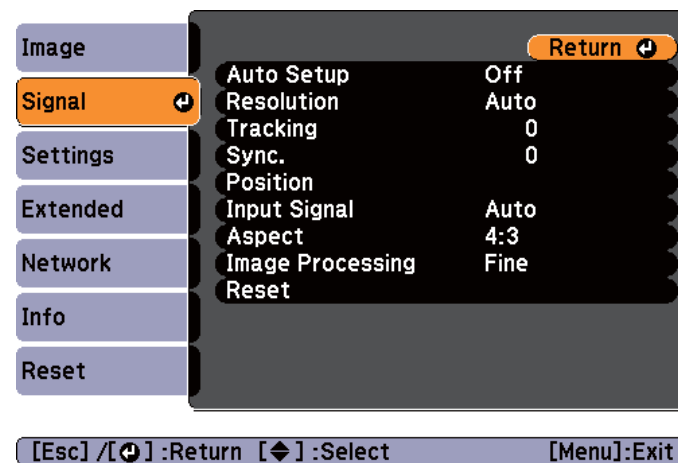 Image
Signal
Settings
Extended
Network
Info
Reset
Return
Auto Setup Off
Resolution Auto
Tracking 0
Sync. 0
Position
Input Signal Auto
Aspect 4:3
Image Processing Fine
Reset
[Esc] /[⏎] :Return [◆] :Select [Menu]:Exit